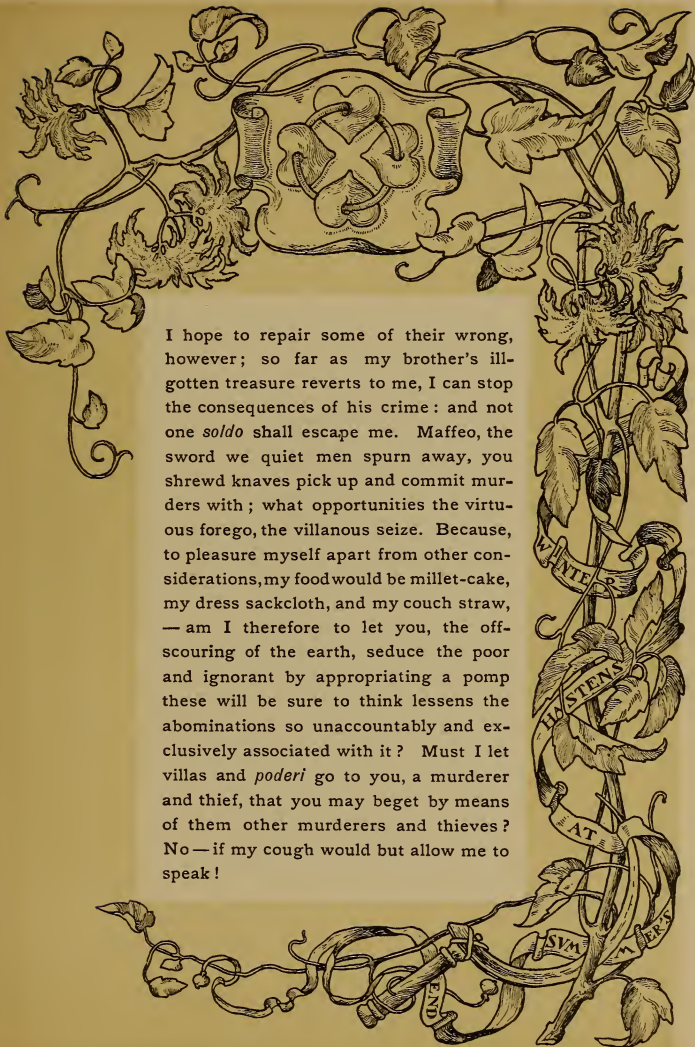 I hope to repair some of their wrong,
however; so far as my brother's ill-
gotten treasure reverts to me, I can stop
the consequences of his crime: and not
one soldo shall escape me. Maffeo, the
sword we quiet men spurn away, you
shrewd knaves pick up and commit mur-
ders with; what opportunities the virtu-
ous forego, the villanous seize. Because,
to pleasure myself apart from other con-
siderations, my food would be millet-cake,
my dress sackcloth, and my couch straw,
— am I therefore to let you, the off-
scouring of the earth, seduce the poor
and ignorant by appropriating a pomp
these will be sure to think lessens the
abominations so unaccountably and ex-
clusively associated with it? Must I let
villas and poderi go to you, a murderer
and thief, that you may beget by means
of them other murderers and thieves?
No — if my cough would but allow me to
speak!
WINTER
HASTENS
AT
SVMMER'S
END